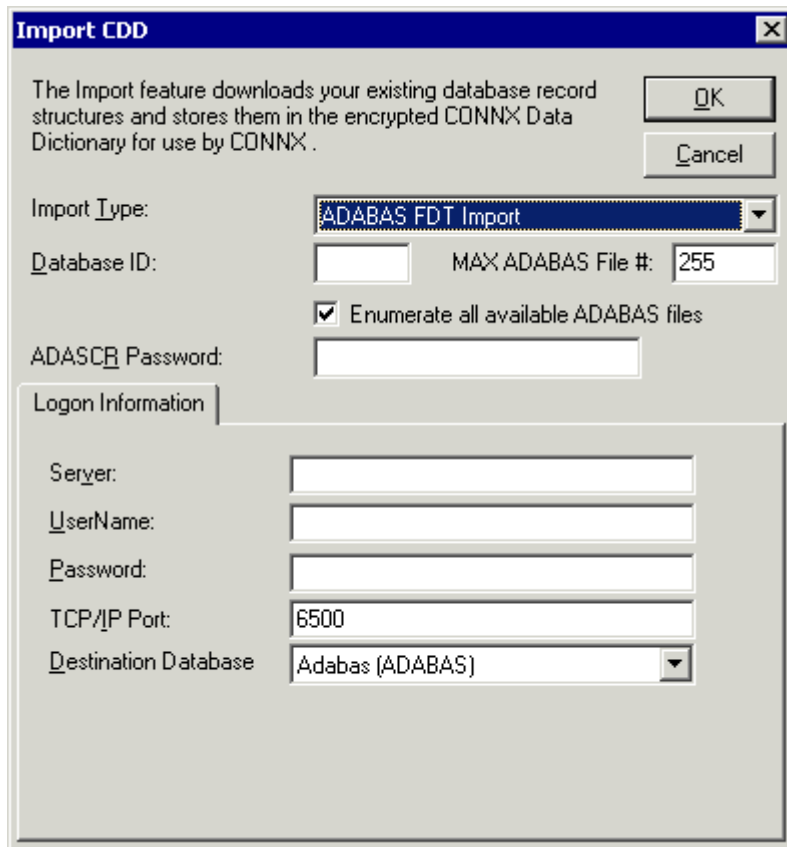 Import CDD
The Import feature downloads your existing database record
structures and stores them in the encrypted CONNX Data
Dictionary for use by CONNX .
OK
Cancel
Import Type:
ADABAS FDT Import
Database ID:
MAX ADABAS File #:
255
Enumerate all available ADABAS files
ADASCR Password:
Logon Information
Server:
UserName:
Password:
TCP/IP Port:
6500
Destination Database
Adabas (ADABAS)